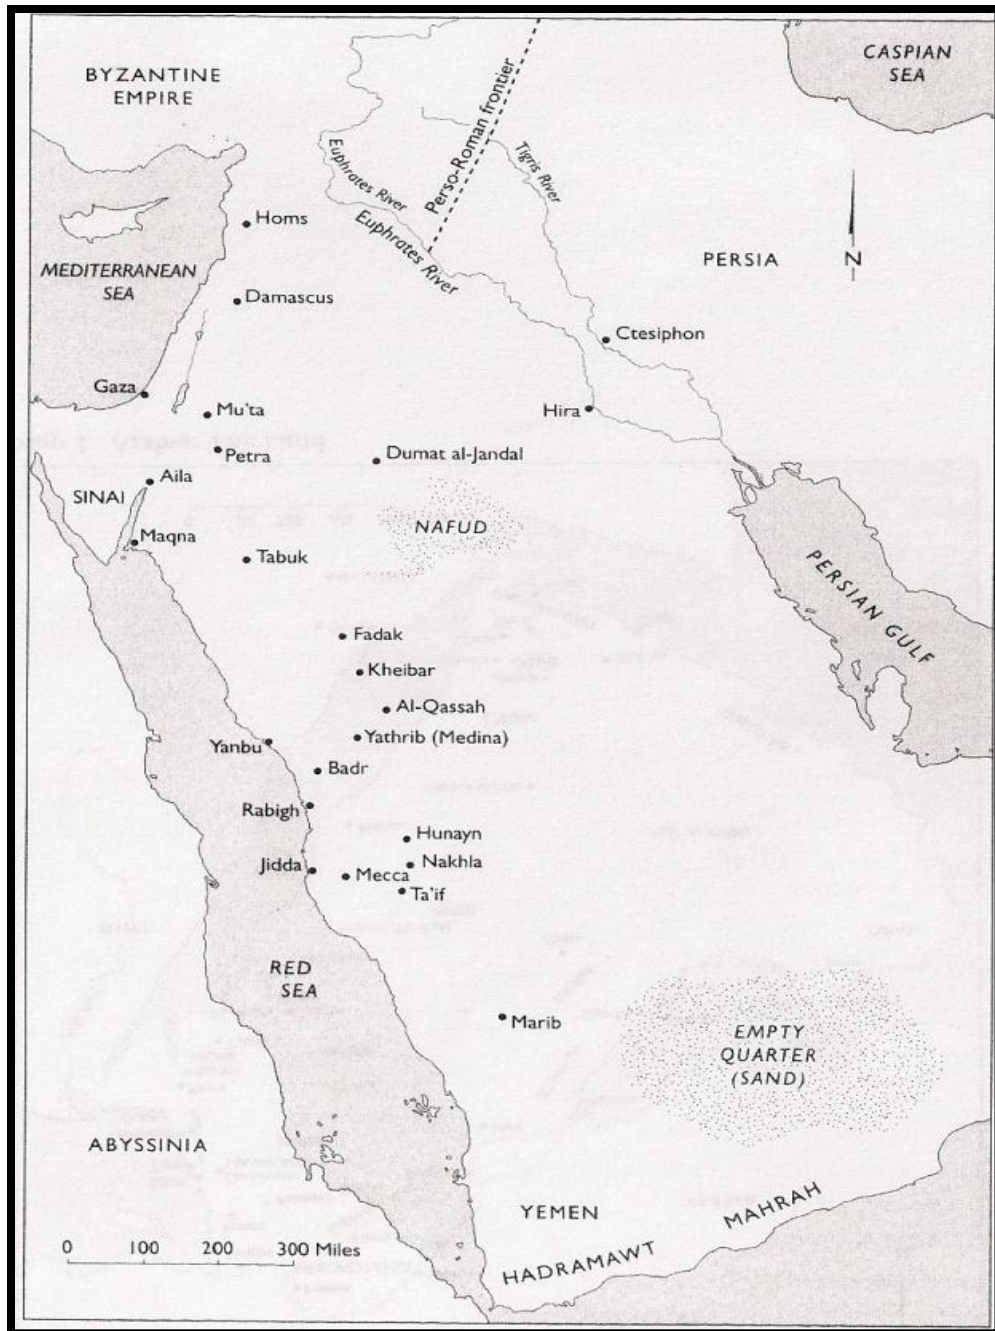 BYZANTINE
EMPIRE
CASPIAN
SEA
Perso-Roman frontier
Euphrates River
Tigris River
Euphrates River
Homs
MEDITERRANEAN
SEA
PERSIA
N
Damascus
Ctesiphon
Gaza
Mu'ta
Hira
Petra
Dumat al-Jandal
Aila
SINAI
NAFUD
Maqna
Tabuk
PERSIAN GULF
Fadak
Kheibar
Al-Qassah
Yathrib (Medina)
Yanbu
Badr
Rabigh
Hunayn
Nakhla
Jidda
Mecca
Ta'if
RED
SEA
Marib
EMPTY
QUARTER
(SAND)
ABYSSINIA
YEMEN
MAHRAH
HADRAMAWT
0 100 200 300 Miles